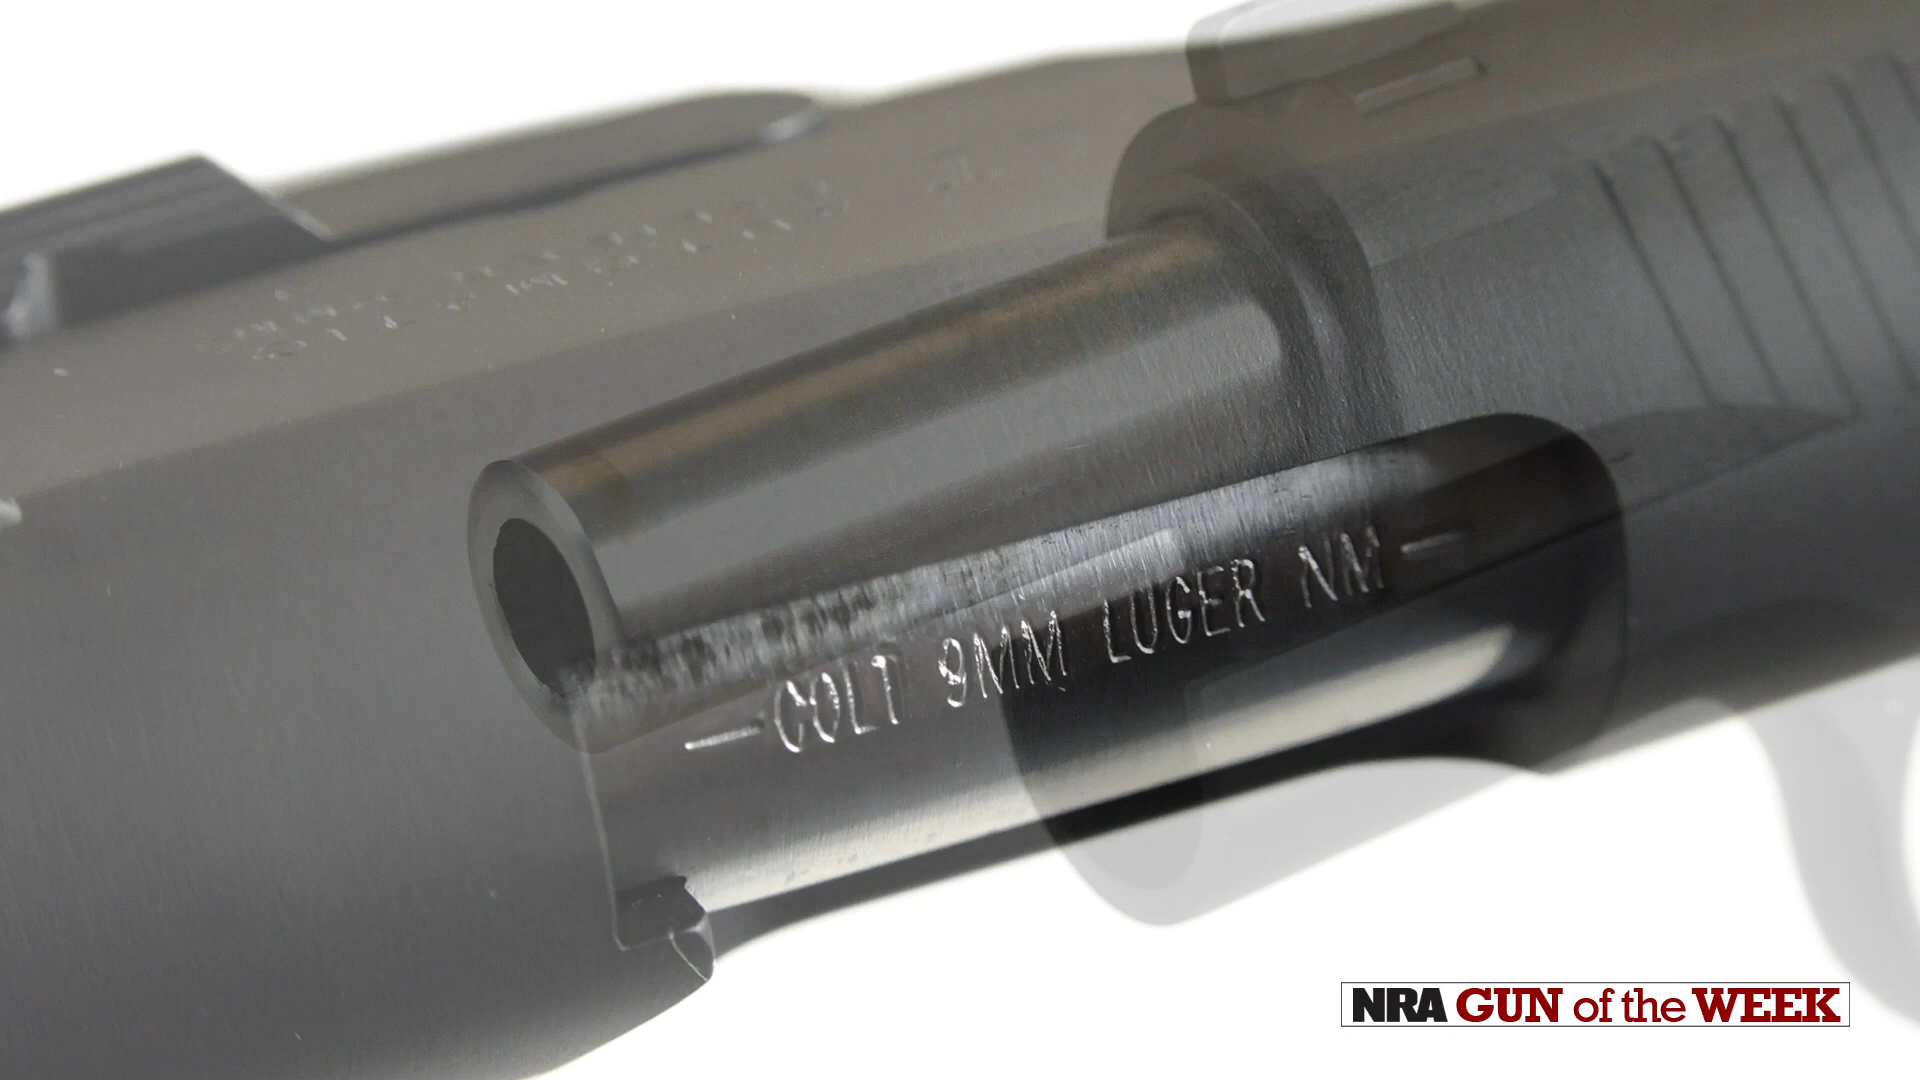 —COLT 9MM LUGER NM—
NRA GUN of the WEEK